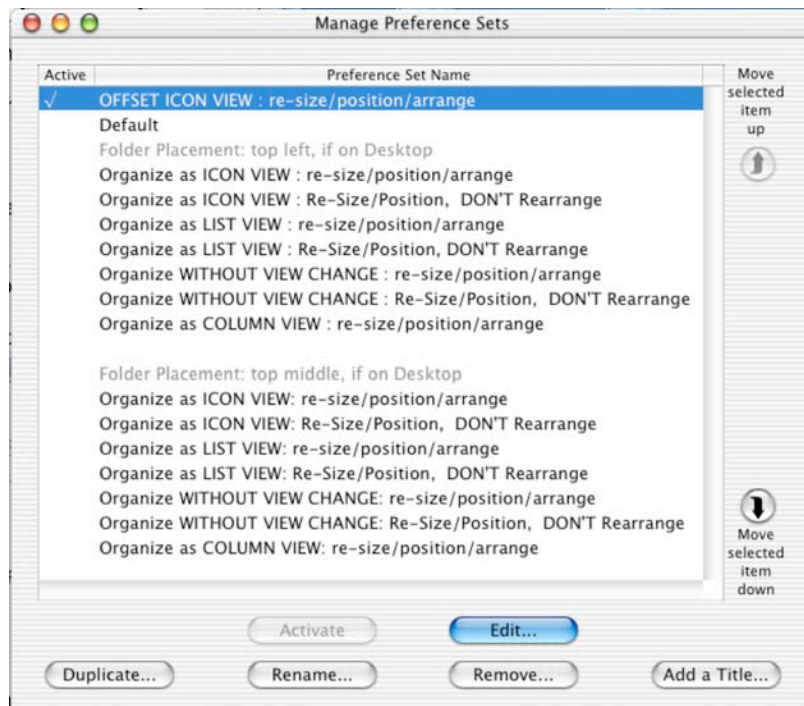 Manage Preference Sets
Active Preference Set Name
√ OFFSET ICON VIEW : re-size/position/arrange
Default
Folder Placement: top left, if on Desktop
Organize as ICON VIEW : re-size/position/arrange
Organize as ICON VIEW : Re-Size/Position, DON'T Rearrange
Organize as LIST VIEW : re-size/position/arrange
Organize as LIST VIEW : Re-Size/Position, DON'T Rearrange
Organize WITHOUT VIEW CHANGE : re-size/position/arrange
Organize WITHOUT VIEW CHANGE : Re-Size/Position, DON'T Rearrange
Organize as COLUMN VIEW : re-size/position/arrange
Folder Placement: top middle, if on Desktop
Organize as ICON VIEW: re-size/position/arrange
Organize as ICON VIEW: Re-Size/Position, DON'T Rearrange
Organize as LIST VIEW: re-size/position/arrange
Organize as LIST VIEW: Re-Size/Position, DON'T Rearrange
Organize WITHOUT VIEW CHANGE: re-size/position/arrange
Organize WITHOUT VIEW CHANGE: Re-Size/Position, DON'T Rearrange
Organize as COLUMN VIEW: re-size/position/arrange
Move
selected
item
up
Move
selected
item
down
Activate Edit...
Duplicate... Rename... Remove... Add a Title...